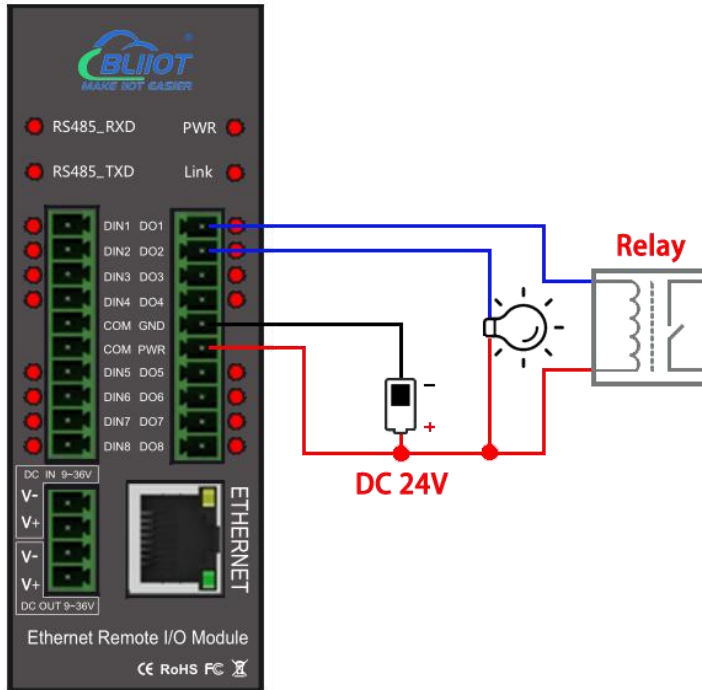 BLIIOT
MAKE IIOT EASIER
RS485_RXD PWR
RS485_TXD Link
DIN1 DO1
DIN2 DO2
DIN3 DO3
DIN4 DO4
COM GND
COM PWR
DIN5 DO5
DIN6 DO6
DIN7 DO7
DIN8 DO8
Relay
−
+
DC 24V
DC IN 9~36V
V-
V+
V-
V+
DC OUT 9~36V
ETHERNET
Ethernet Remote I/O Module
CE RoHS FC